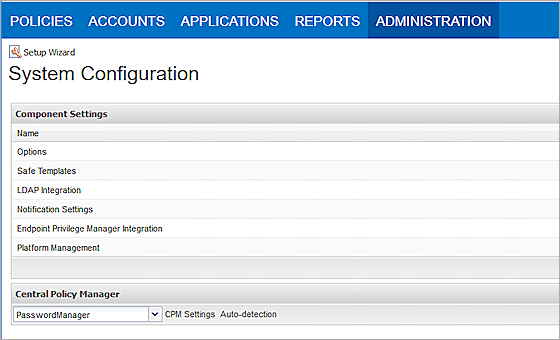 POLICIES ACCOUNTS APPLICATIONS REPORTS ADMINISTRATION
Setup Wizard
System Configuration
Component Settings
Name
Options
Safe Templates
LDAP Integration
Notification Settings
Endpoint Privilege Manager Integration
Platform Management
Central Policy Manager
PasswordManager CPM Settings Auto-detection